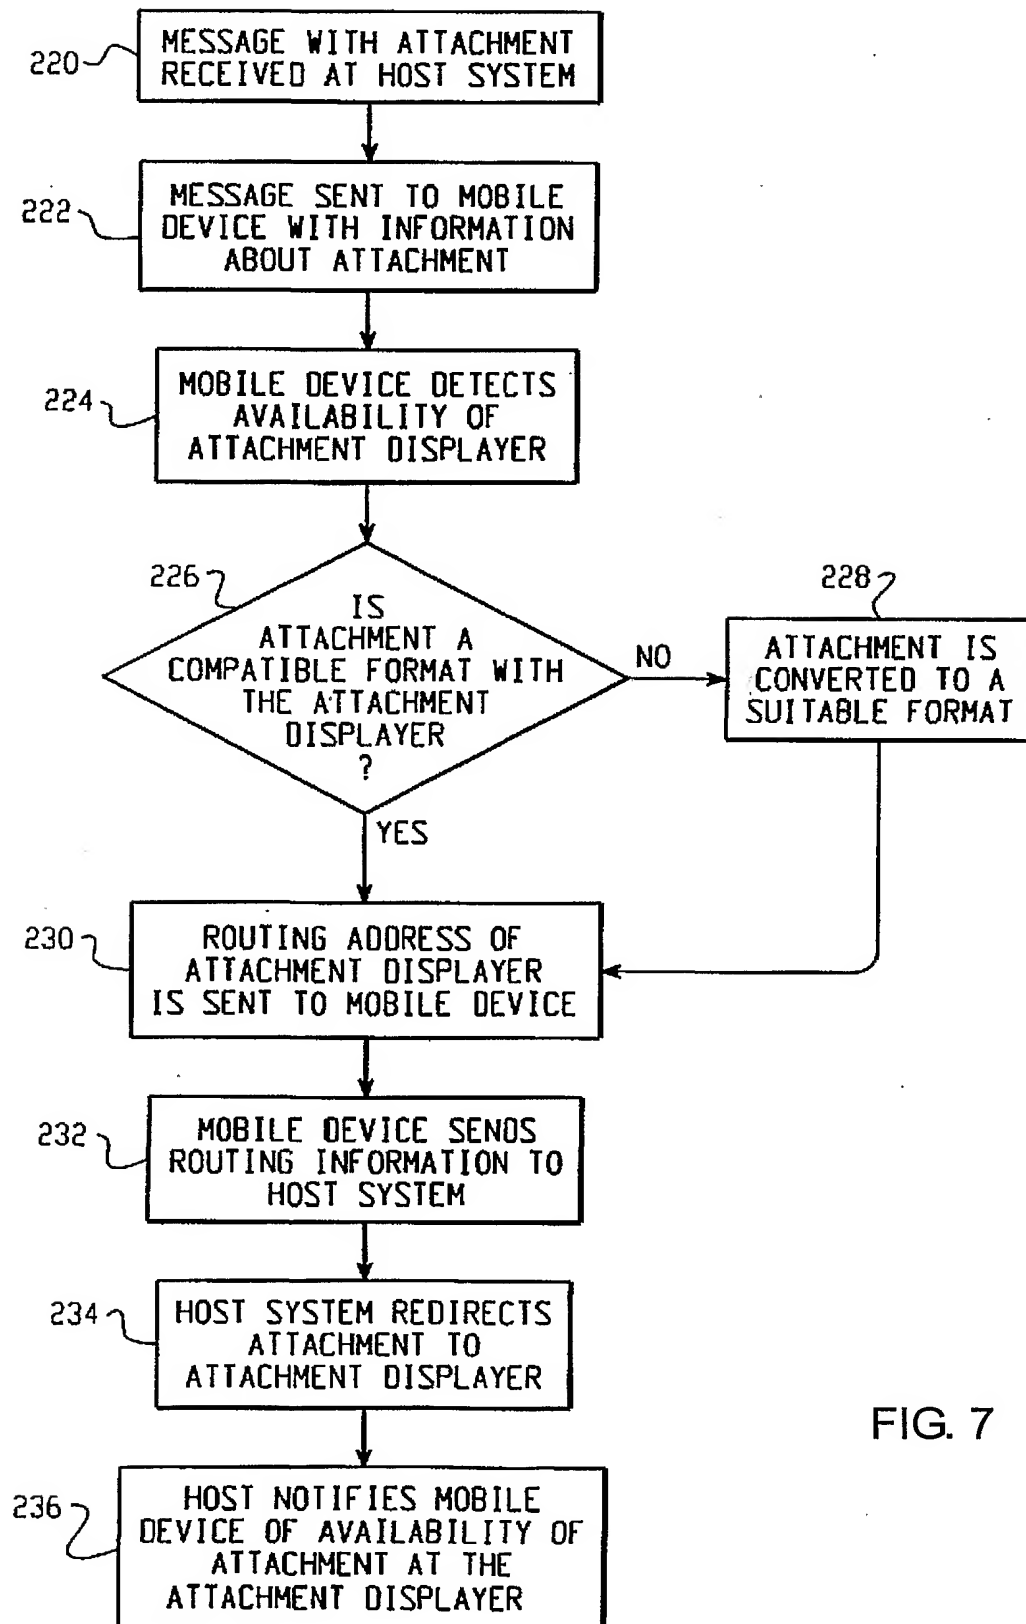 220
MESSAGE WITH ATTACHMENT
RECEIVED AT HOST SYSTEM
222
MESSAGE SENT TO MOBILE
DEVICE WITH INFORMATION
ABOUT ATTACHMENT
224
MOBILE DEVICE DETECTS
AVAILABILITY OF
ATTACHMENT DISPLAYER
226
IS
ATTACHMENT A
COMPATIBLE FORMAT WITH
THE ATTACHMENT
DISPLAYER
?
NO
228
ATTACHMENT IS
CONVERTED TO A
SUITABLE FORMAT
YES
230
ROUTING ADDRESS OF
ATTACHMENT DISPLAYER
IS SENT TO MOBILE DEVICE
232
MOBILE DEVICE SENDS
ROUTING INFORMATION TO
HOST SYSTEM
234
HOST SYSTEM REDIRECTS
ATTACHMENT TO
ATTACHMENT DISPLAYER
236
HOST NOTIFIES MOBILE
DEVICE OF AVAILABILITY OF
ATTACHMENT AT THE
ATTACHMENT DISPLAYER
FIG. 7